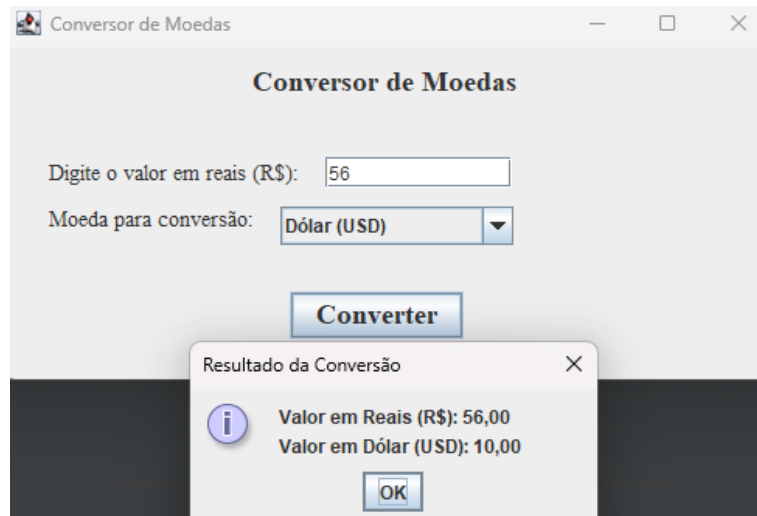 Conversor de Moedas
Conversor de Moedas
Digite o valor em reais (R$): 56
Moeda para conversão: Dólar (USD)
Converter
Resultado da Conversão
Valor em Reais (R$): 56,00
Valor em Dólar (USD): 10,00
OK